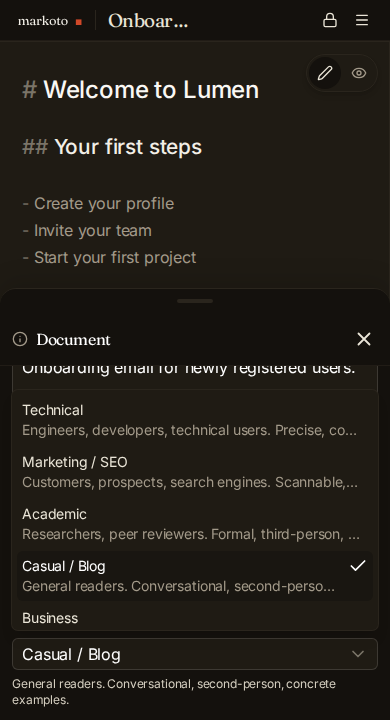 markoto
Onboar...
# Welcome to Lumen
## Your first steps
- Create your profile
- Invite your team
- Start your first project
Document
Onboarding email for newly registered users.
Technical
Engineers, developers, technical users. Precise, co...
Marketing / SEO
Customers, prospects, search engines. Scannable,...
Academic
Researchers, peer reviewers. Formal, third-person, ...
Casual / Blog
General readers. Conversational, second-perso...
Business
Casual / Blog
General readers. Conversational, second-person, concrete
examples.